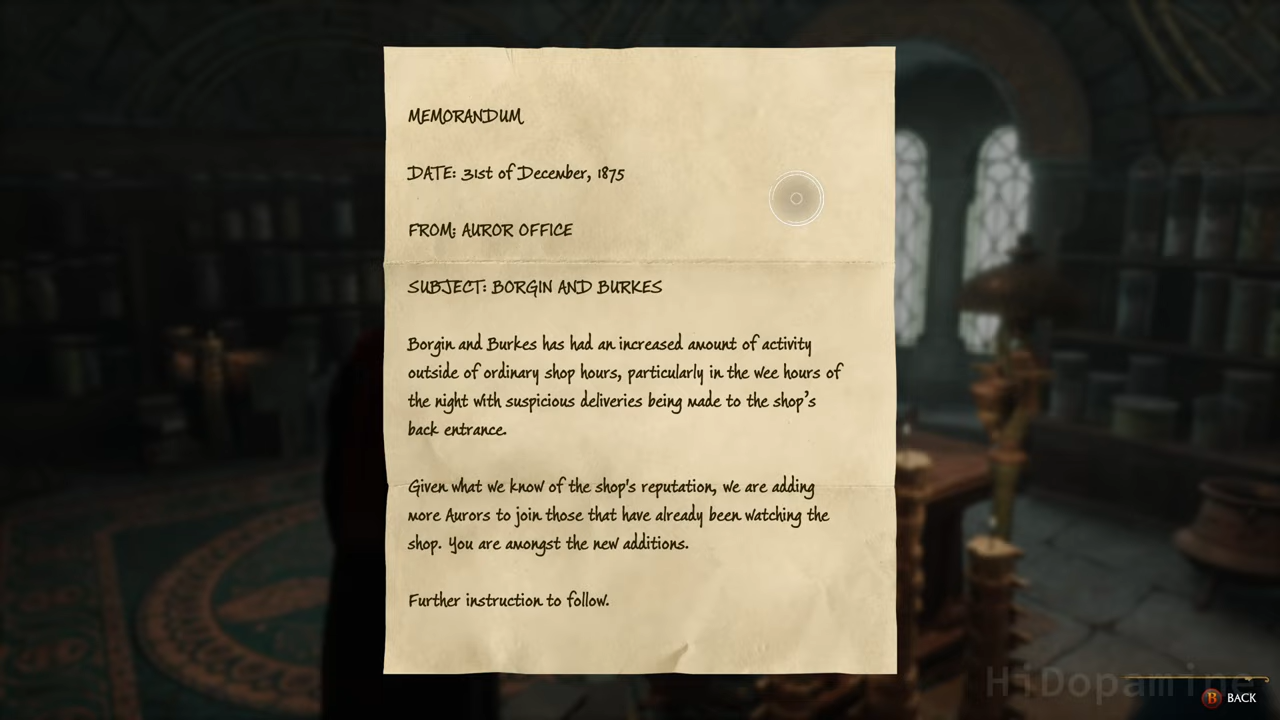 MEMORANDUM
DATE: 31st of December, 1875
FROM: AUROR OFFICE
SUBJECT: BORGIN AND BURKES
Borgin and Burkes has had an increased amount of activity
outside of ordinary shop hours, particularly in the wee hours of
the night with suspicious deliveries being made to the shop's
back entrance.
Given what we know of the shop's reputation, we are adding
more Aurors to join those that have already been watching the
shop. You are amongst the new additions.
Further instruction to follow.
HiDopamine
B BACK